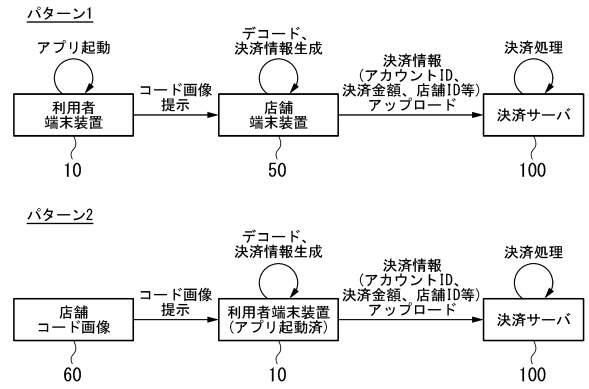 パターン1
アプリ起動
利用者
端末装置
10
コード画像
提示
デコード、
決済情報生成
店舗
端末装置
50
決済情報
(アカウントID、
決済金額、店舗ID等)
アップロード
決済処理
決済サーバ
100
パターン2
店舗
コード画像
60
コード画像
提示
デコード、
決済情報生成
利用者端末装置
(アプリ起動済)
10
決済情報
(アカウントID、
決済金額、店舗ID等)
アップロード
決済処理
決済サーバ
100